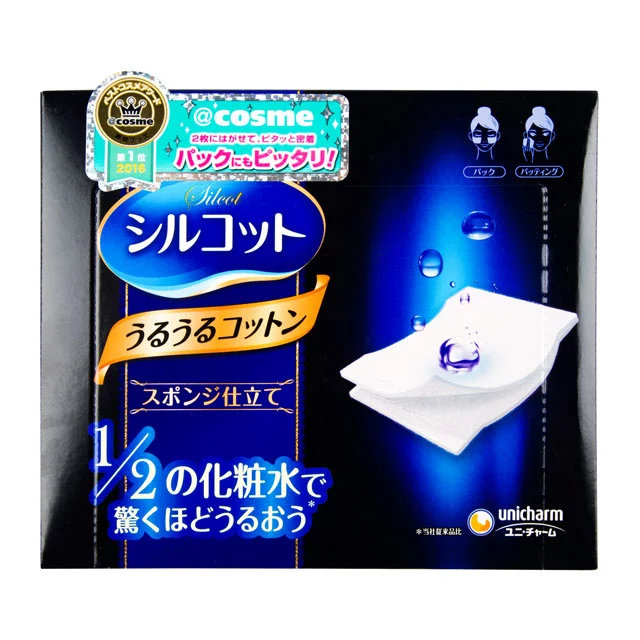 ベストコスメアワード
@cosme
第1位
2016
@cosme
2枚にはがせて、ピタッと密着
パックにもピッタリ!
パック
パッティング
Silcot
シルコット
うるうるコットン
スポンジ仕立て
1/2の化粧水で
驚くほどうるおう*
*当社従来品比
unicharm
ユニ・チャーム